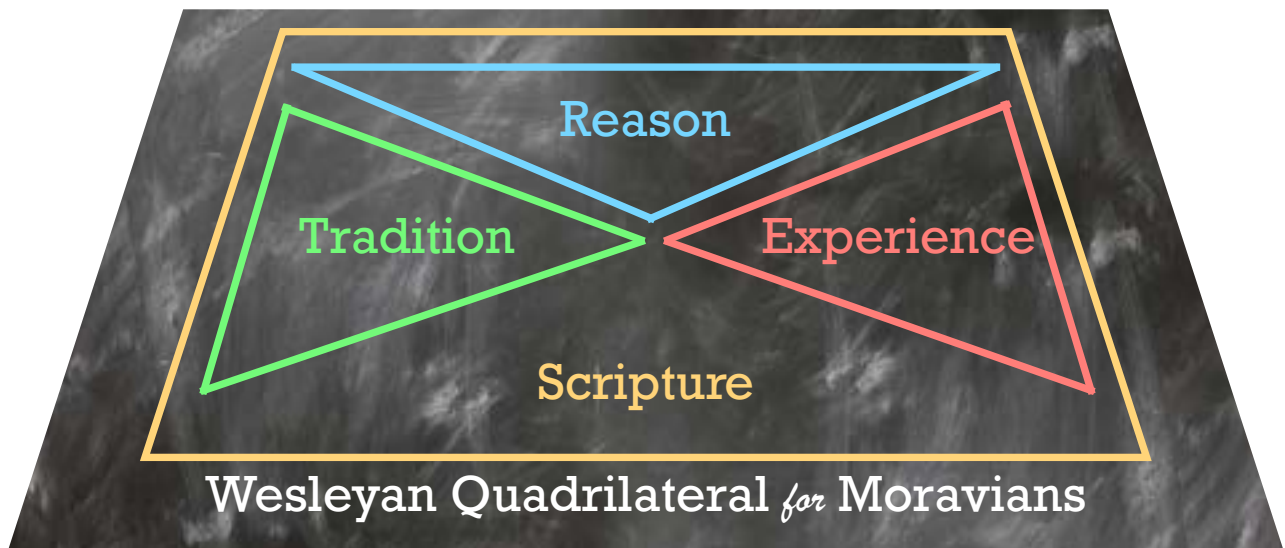 Reason
Tradition
Experience
Scripture
Wesleyan Quadrilateral for Moravians